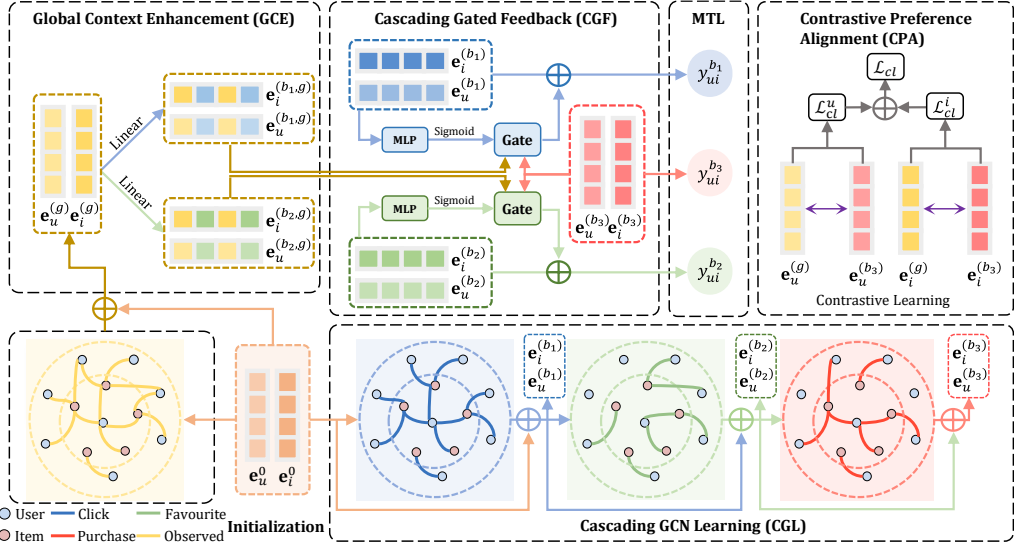 Global Context Enhancement (GCE)
Linear
Linear
e_u^(g) e_i^(g)
e_i^(b₁,g)
e_u^(b₁,g)
e_i^(b₂,g)
e_u^(b₂,g)
Cascading Gated Feedback (CGF)
e_i^(b₁)
e_u^(b₁)
MLP
Sigmoid
Gate
MLP
Sigmoid
Gate
e_u^(b₃) e_i^(b₃)
e_i^(b₂)
e_u^(b₂)
MTL
y_ui^b₁
y_ui^b₃
y_ui^b₂
Contrastive Preference
Alignment (CPA)
ℒ_cl
ℒ_cl^u
ℒ_cl^i
e_u^(g)
e_u^(b₃)
e_i^(g)
e_i^(b₃)
Contrastive Learning
e_u^0 e_i^0
Initialization
e_i^(b₁)
e_u^(b₁)
e_i^(b₂)
e_u^(b₂)
e_i^(b₃)
e_u^(b₃)
Cascading GCN Learning (CGL)
User
Click
Favourite
Item
Purchase
Observed